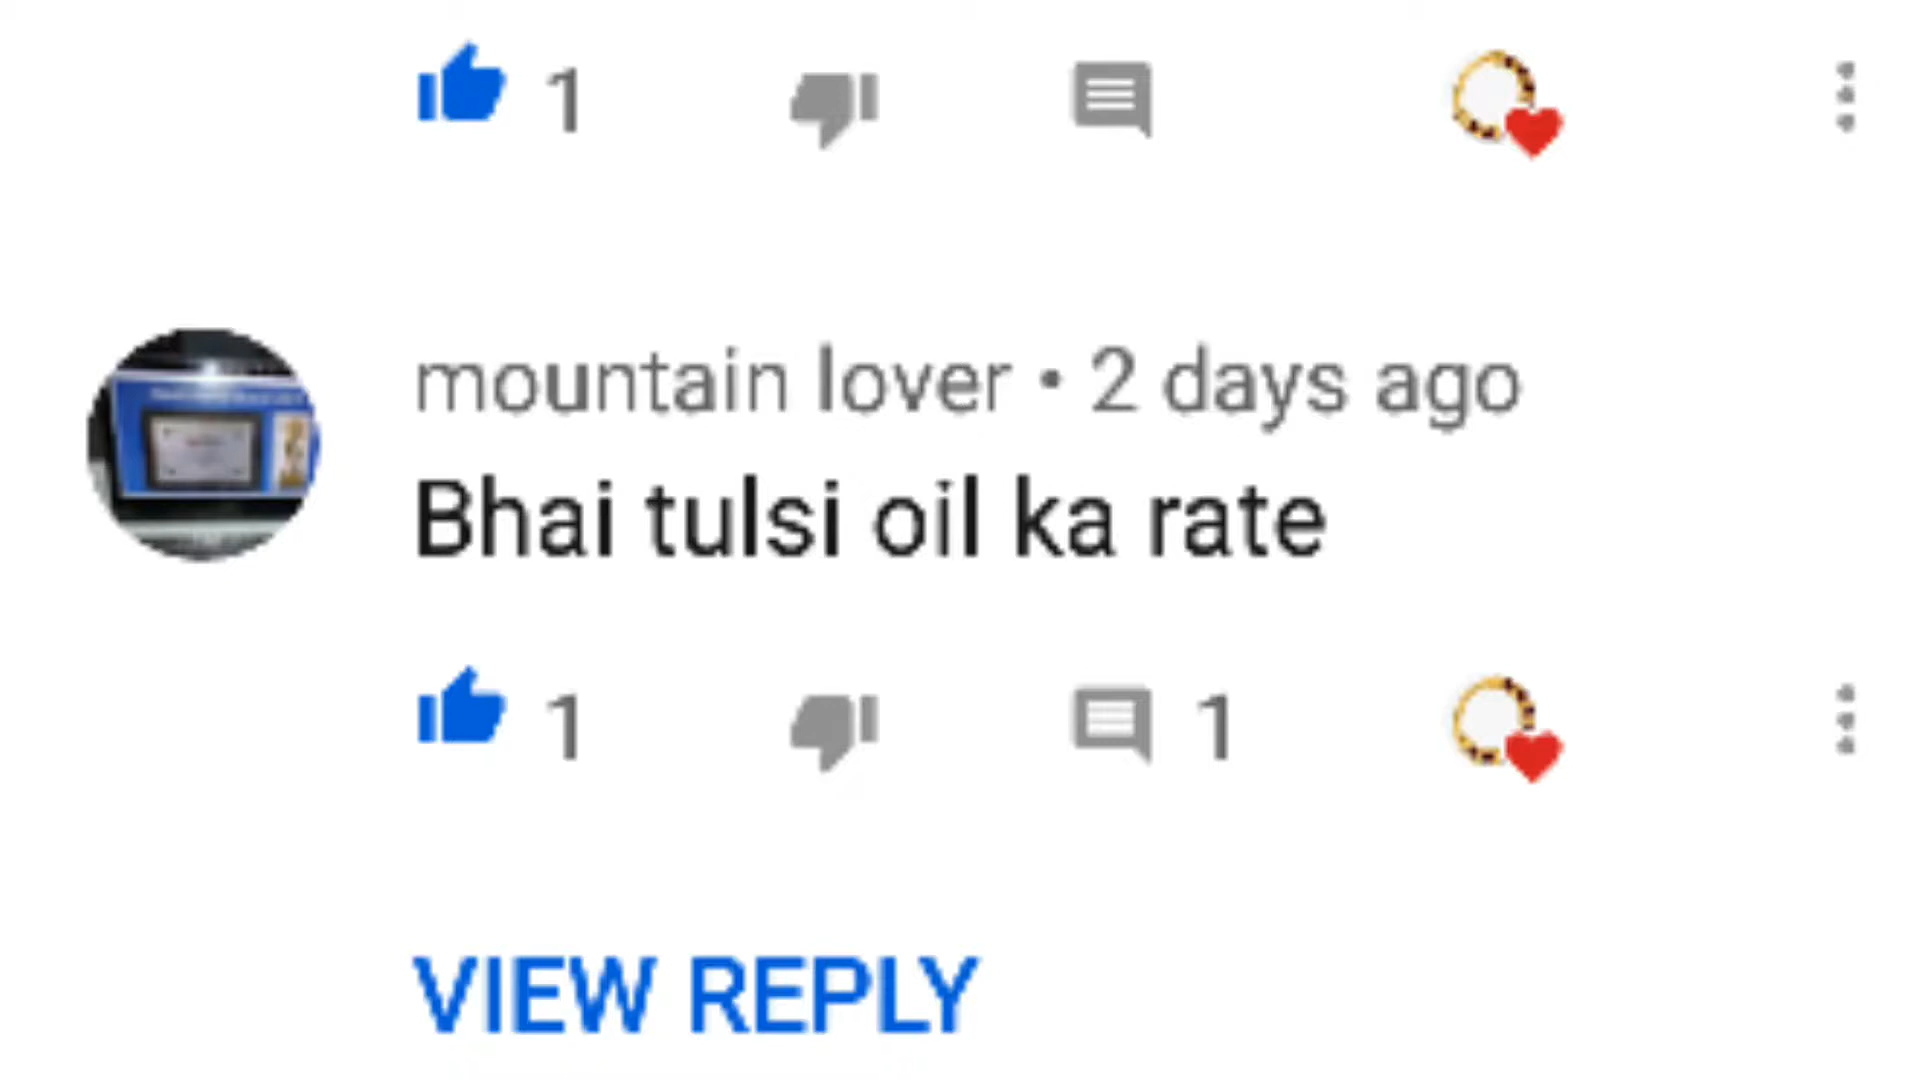 1
mountain lover • 2 days ago
Bhai tulsi oil ka rate
1 1
VIEW REPLY